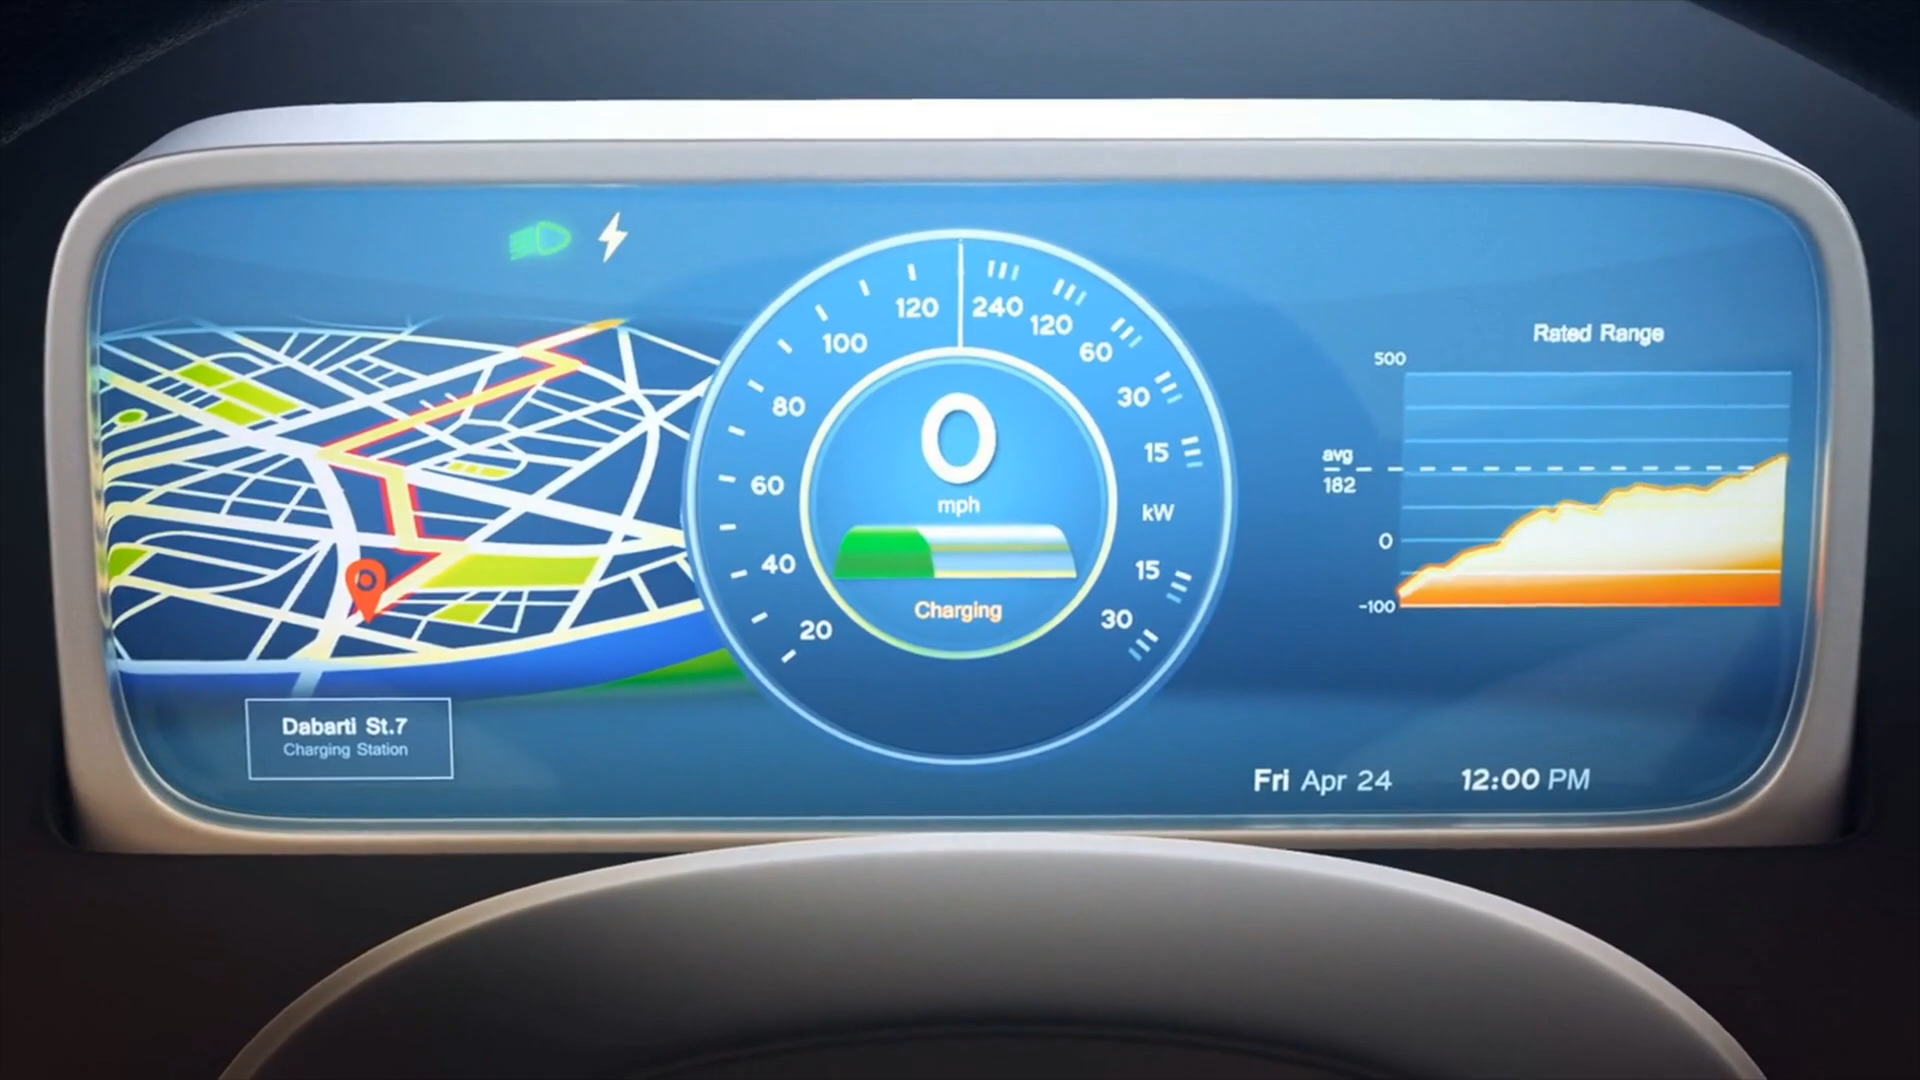 120
100
80
60
40
20
240
120
60
30
15
kW
15
30
0
mph
Charging
Rated Range
500
avg
182
0
-100
Dabarti St.7
Charging Station
Fri Apr 24
12:00 PM